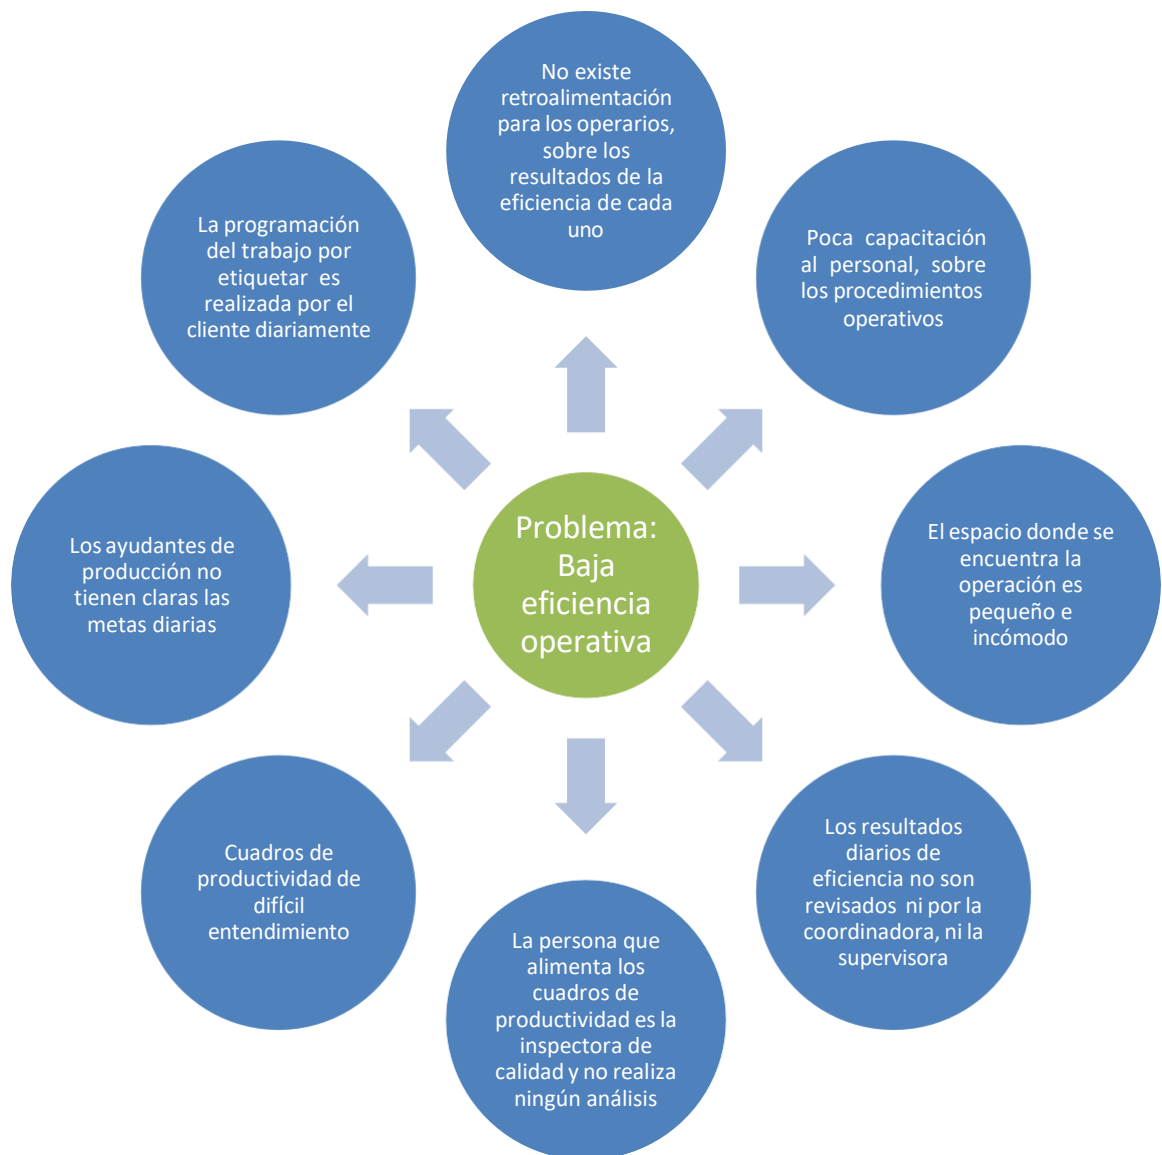 No existe
retroalimentación
para los operarios,
sobre los
resultados de la
eficiencia de cada
uno
Poca capacitación
al personal, sobre
los procedimientos
operativos
El espacio donde se
encuentra la
operación es
pequeño e
incómodo
Los resultados
diarios de
eficiencia no son
revisados ni por la
coordinadora, ni la
supervisora
La persona que
alimenta los
cuadros de
productividad es la
inspectora de
calidad y no realiza
ningún análisis
Cuadros de
productividad de
difícil
entendimiento
Los ayudantes de
producción no
tienen claras las
metas diarias
La programación
del trabajo por
etiquetar es
realizada por el
cliente diariamente
Problema:
Baja
eficiencia
operativa